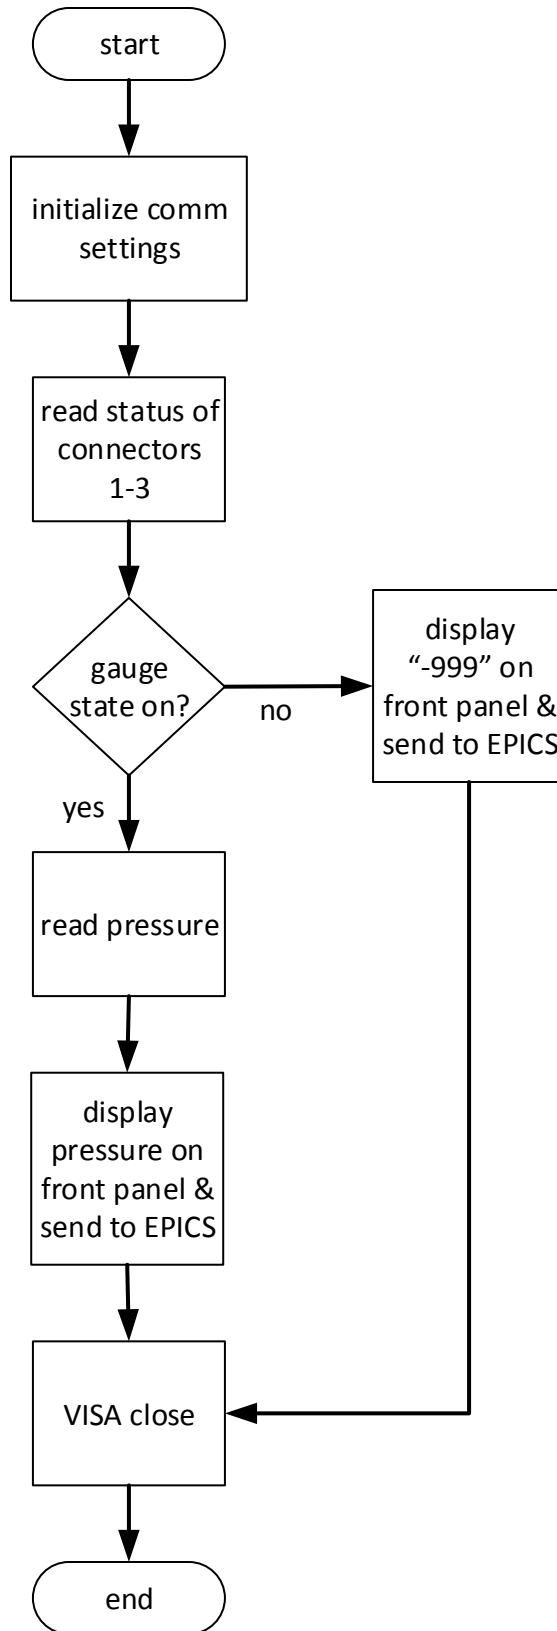 start
initialize comm
settings
read status of
connectors
1-3
gauge
state on?
no
display
“-999” on
front panel &
send to EPICS
yes
read pressure
display
pressure on
front panel &
send to EPICS
VISA close
end